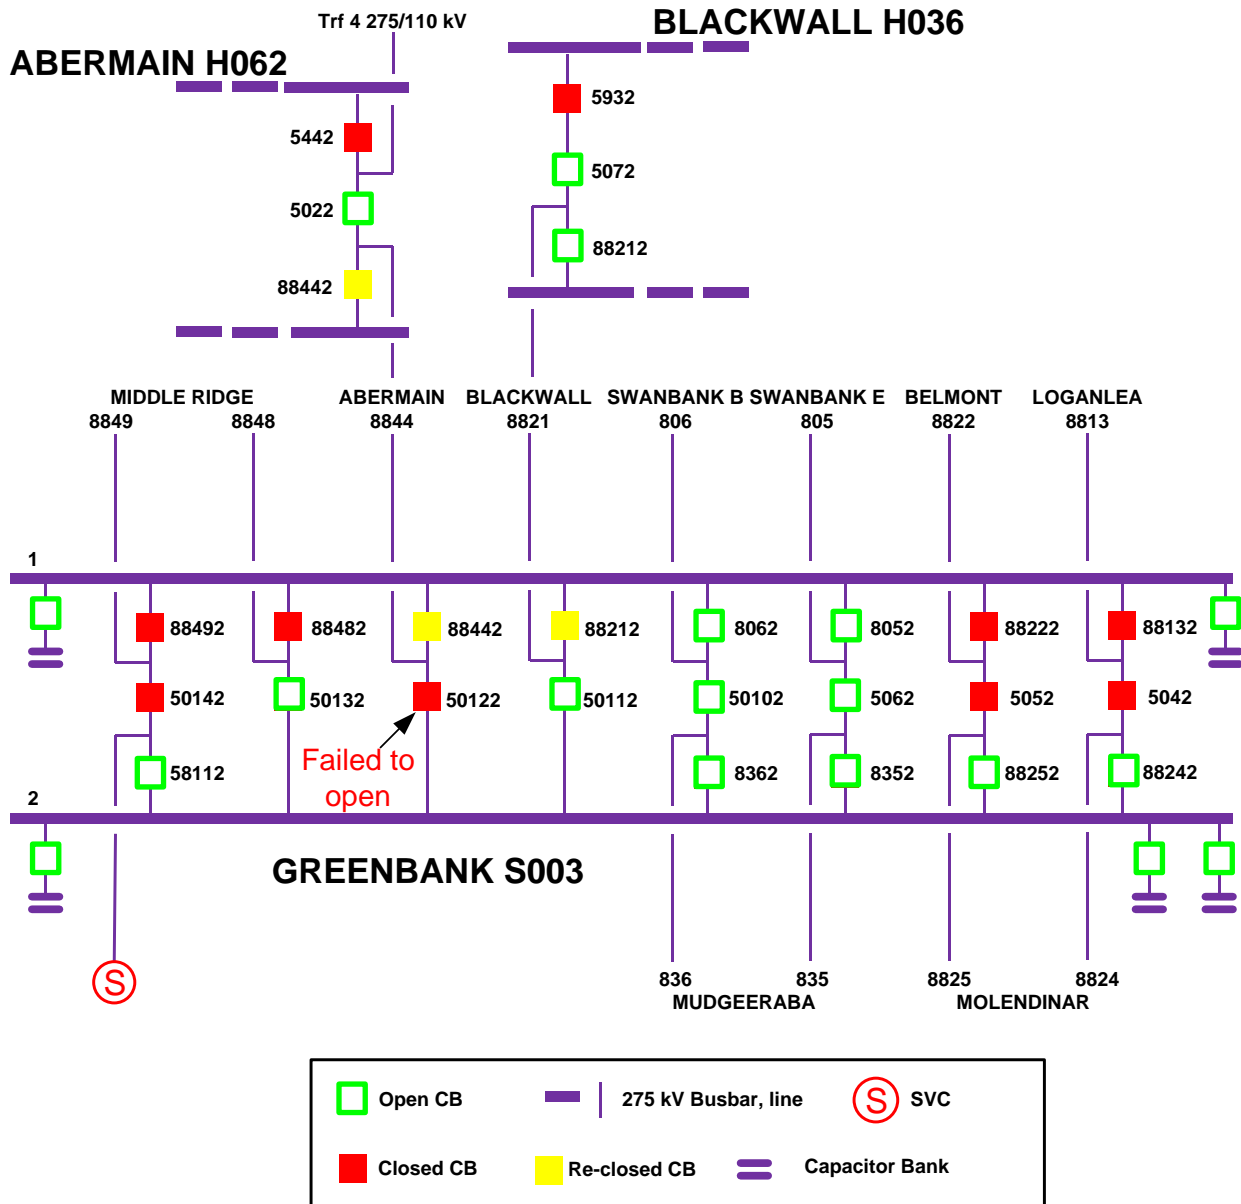 Trf 4 275/110 kV
BLACKWALL H036
ABERMAIN H062
5932
5442
5072
5022
88212
88442
MIDDLE RIDGE ABERMAIN BLACKWALL SWANBANK B SWANBANK E BELMONT LOGANLEA
8849 8848 8844 8821 806 805 8822 8813
1
88492 88482 88442 88212 8062 8052 88222 88132
50142 50132 50122 50112 50102 5062 5052 5042
Failed to
open
58112 8362 8352 88252 88242
2
GREENBANK S003
S
836 835 8825 8824
MUDGEERABA MOLENDINAR
Open CB 275 kV Busbar, line S SVC
Closed CB Re-closed CB Capacitor Bank